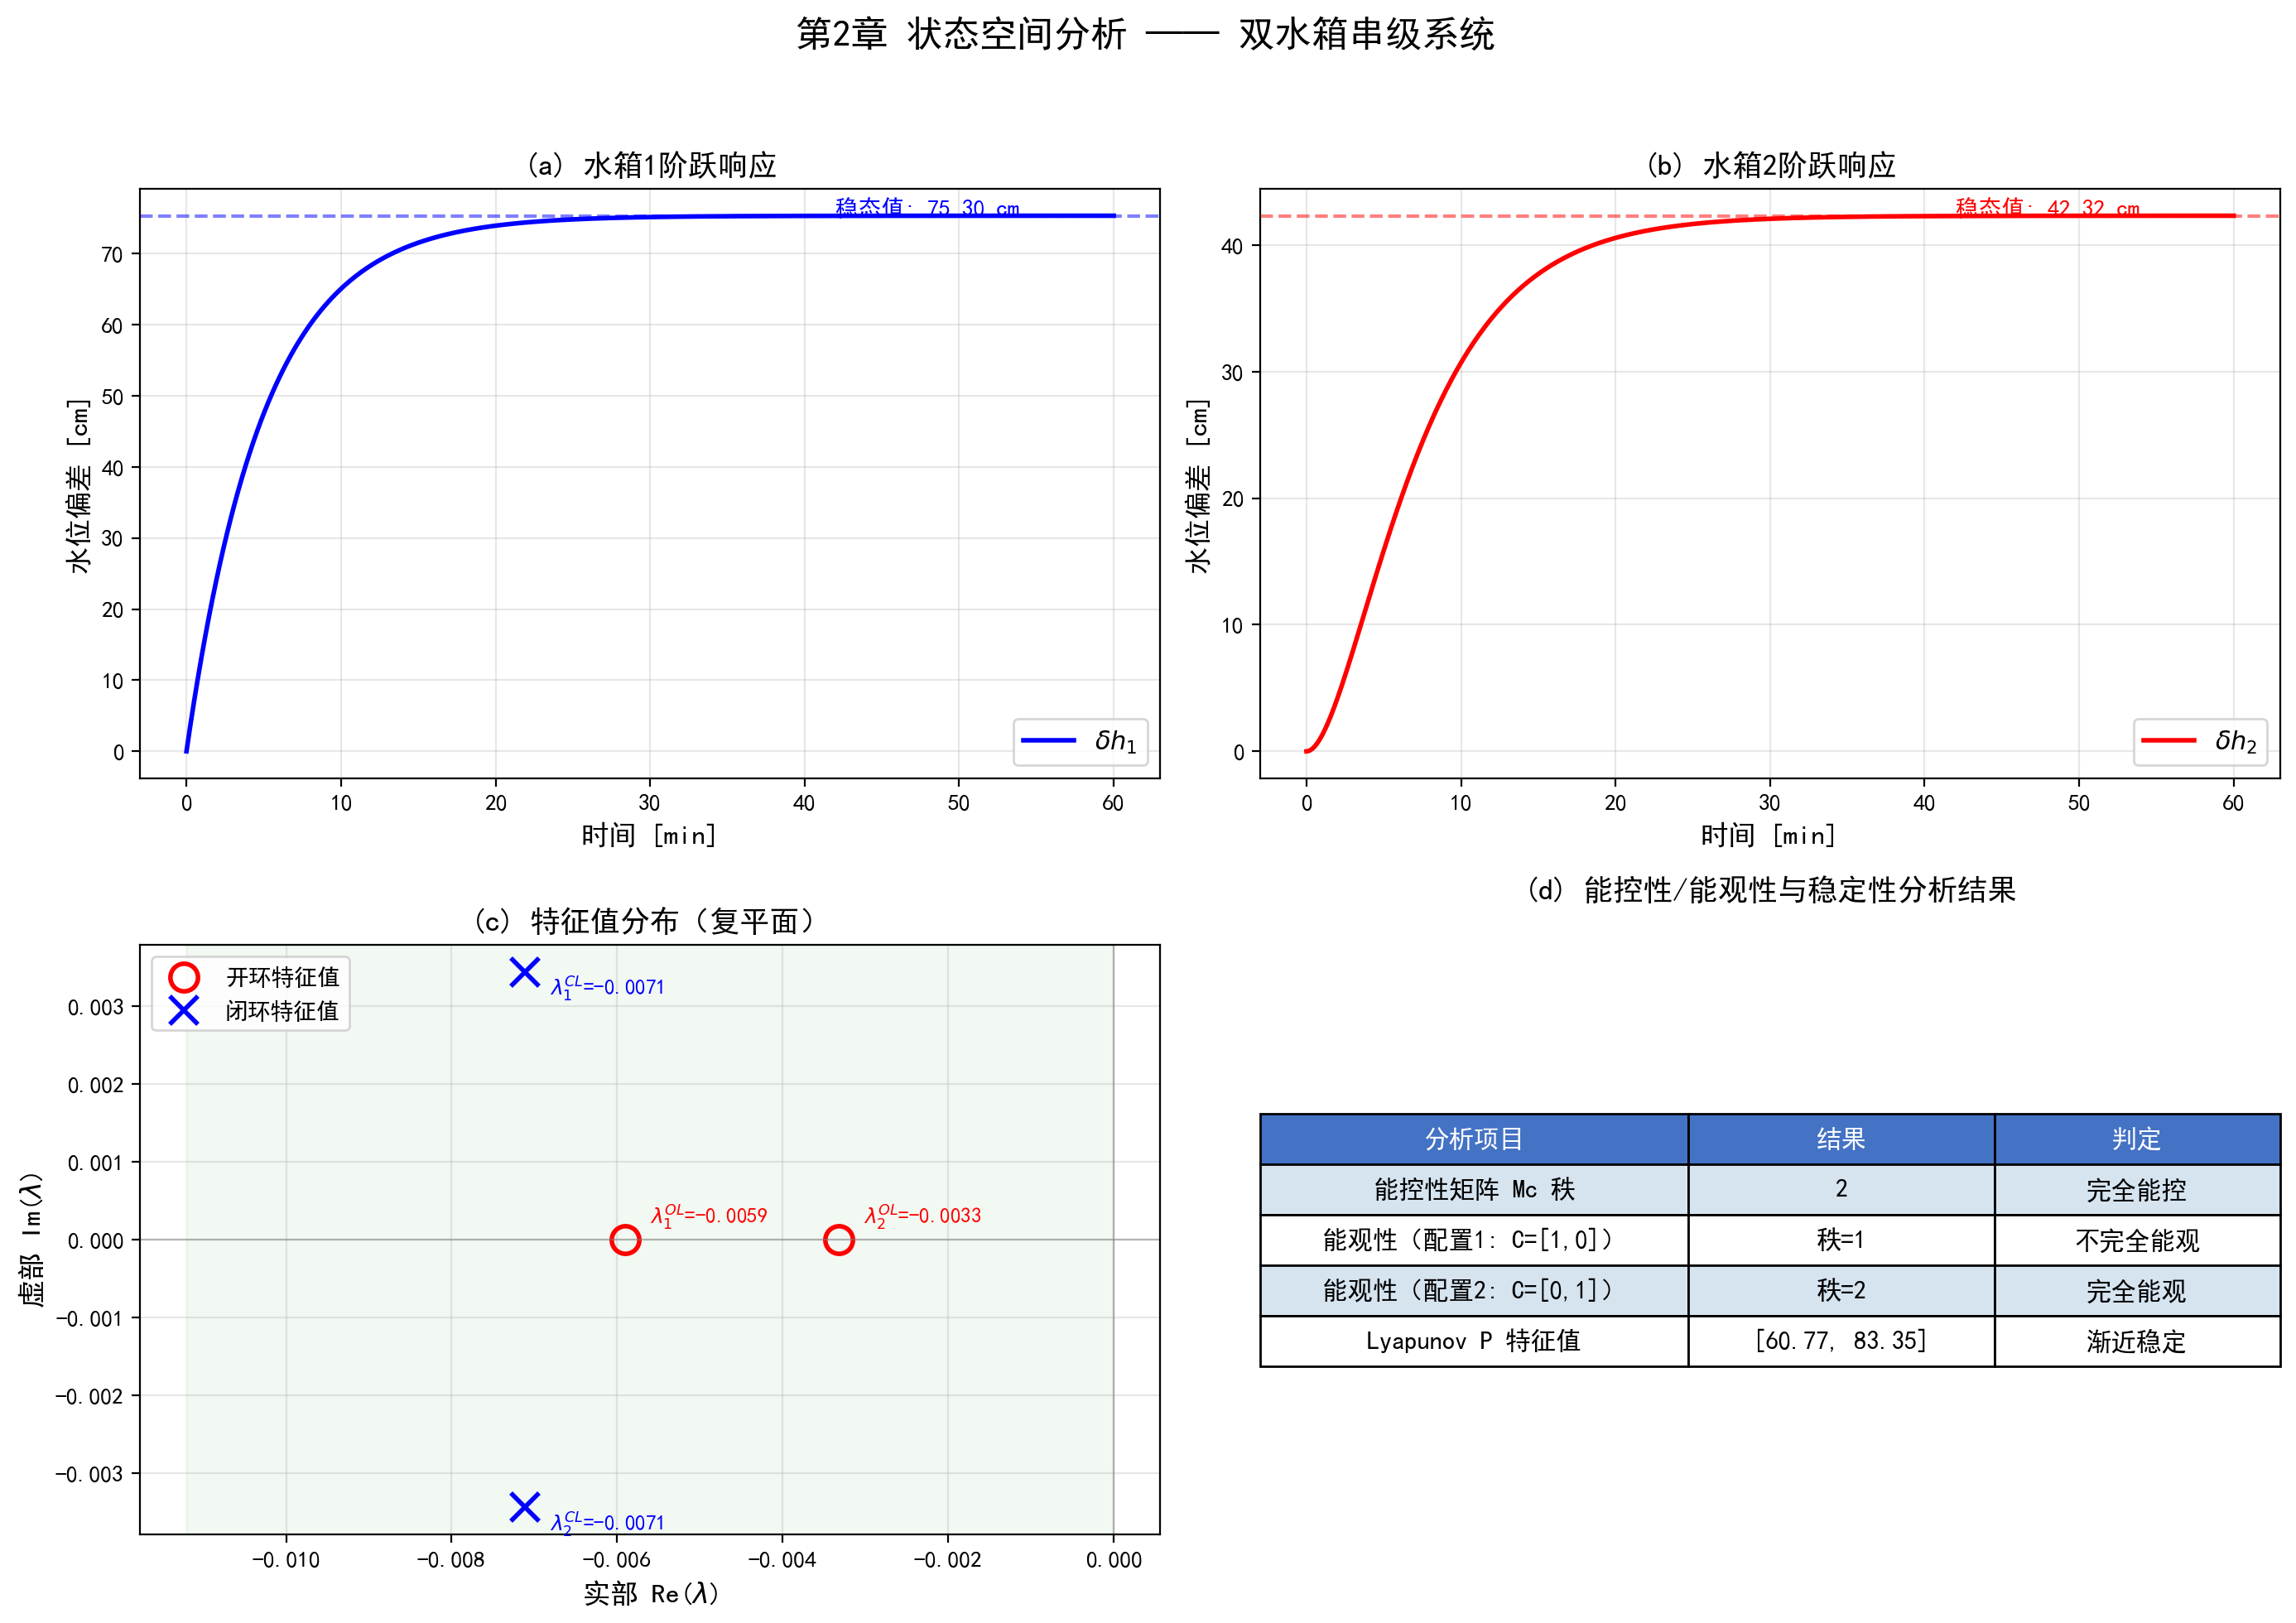 第2章 状态空间分析 —— 双水箱串级系统
(a) 水箱1阶跃响应
稳态值: 75.30 cm
70
60
50
40
30
20
10
0
水位偏差 [cm]
δh₁
0 10 20 30 40 50 60
时间 [min]
(b) 水箱2阶跃响应
稳态值: 42.32 cm
40
30
20
10
0
水位偏差 [cm]
δh₂
0 10 20 30 40 50 60
时间 [min]
(c) 特征值分布（复平面）
开环特征值
闭环特征值
λ₁^CL=−0.0071
λ₁^OL=−0.0059
λ₂^OL=−0.0033
λ₂^CL=−0.0071
0.003
0.002
0.001
0.000
−0.001
−0.002
−0.003
虚部 Im(λ)
−0.010 −0.008 −0.006 −0.004 −0.002 0.000
实部 Re(λ)
(d) 能控性/能观性与稳定性分析结果
分析项目 结果 判定
能控性矩阵 Mc 秩 2 完全能控
能观性（配置1: C=[1,0]） 秩=1 不完全能观
能观性（配置2: C=[0,1]） 秩=2 完全能观
Lyapunov P 特征值 [60.77, 83.35] 渐近稳定